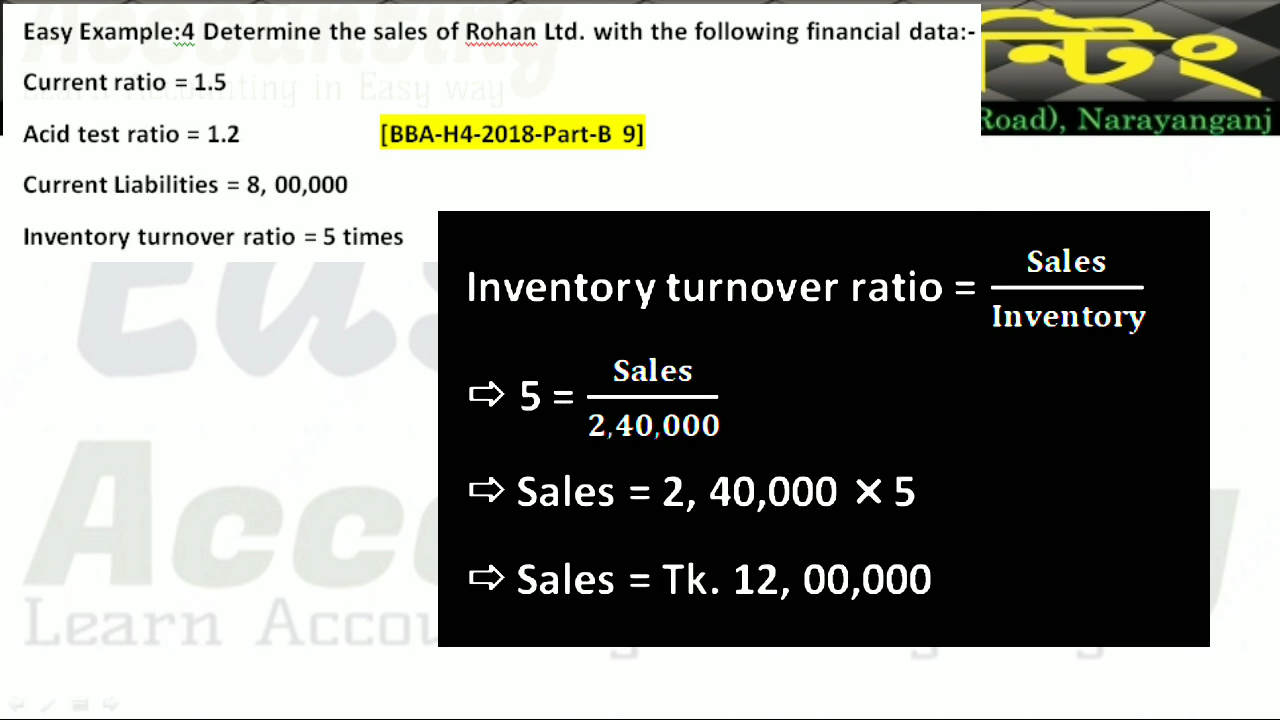 Easy Example:4 Determine the sales of Rohan Ltd. with the following financial data:-
Current ratio = 1.5
Learn Accounting in Easy way
Acid test ratio = 1.2 [BBA-H4-2018-Part-B 9]
Road), Narayanganj
Current Liabilities = 8, 00,000
Inventory turnover ratio = 5 times
Inventory turnover ratio = Sales / Inventory
⇨ 5 = Sales / 2,40,000
⇨ Sales = 2, 40,000 × 5
⇨ Sales = Tk. 12, 00,000
Learn Accou